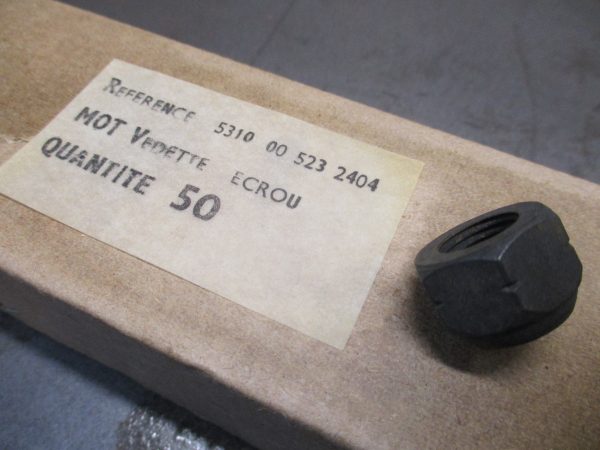 REFERENCE 5310 00 523 2404
MOT VEDETTE ECROU
QUANTITE 50